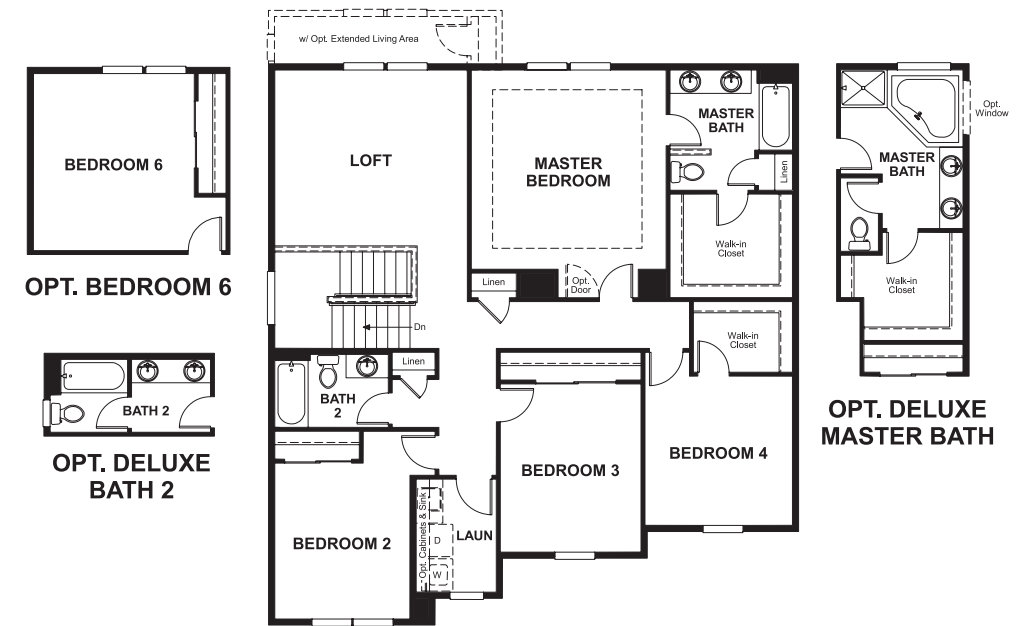 w/ Opt. Extended Living Area
BEDROOM 6
OPT. BEDROOM 6
LOFT
MASTER
BEDROOM
MASTER
BATH
Linen
Walk-in
Closet
Opt.
Window
MASTER
BATH
Walk-in
Closet
OPT. DELUXE
MASTER BATH
Linen
Opt.
Door
Dn
Walk-in
Closet
Linen
BATH
2
BATH 2
OPT. DELUXE
BATH 2
BEDROOM 4
BEDROOM 3
BEDROOM 2
LAUN
Opt. Cabinets & Sink
D
W